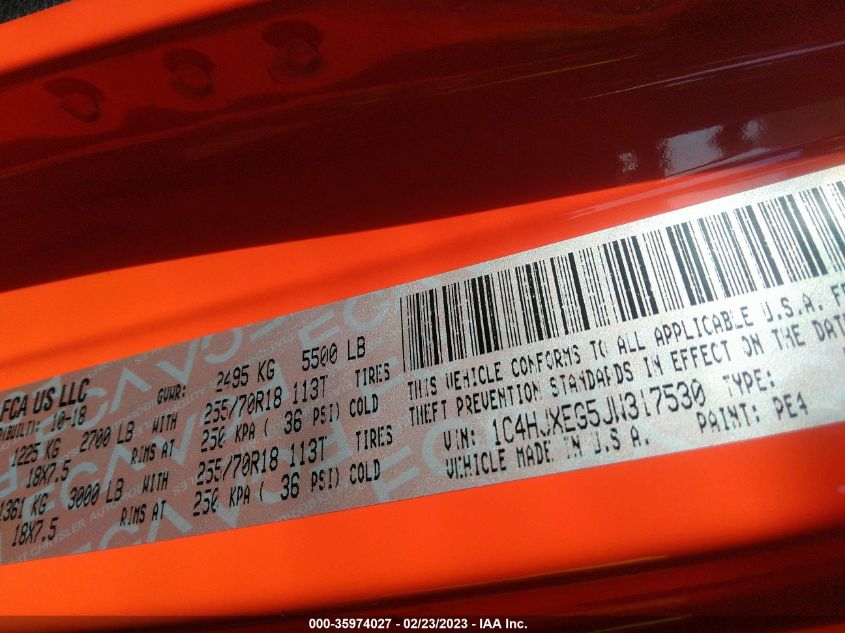 FCA US LLC
(BUILT): 10-18
GVWR: 2495 KG 5500 LB
1225 KG 2700 LB WITH 255/70R18 113T TIRES
18X7.5 RIMS AT 250 KPA ( 36 PSI) COLD
1361 KG 3000 LB WITH 255/70R18 113T TIRES
18X7.5 RIMS AT 250 KPA ( 36 PSI) COLD
THIS VEHICLE CONFORMS TO ALL APPLICABLE U.S.A.
THEFT PREVENTION STANDARDS IN EFFECT ON THE DATE
VIN: 1C4HJXEG5JW317530 TYPE:
VEHICLE MADE IN U.S.A. PAINT: PE4
000-35974027 - 02/23/2023 - IAA Inc.